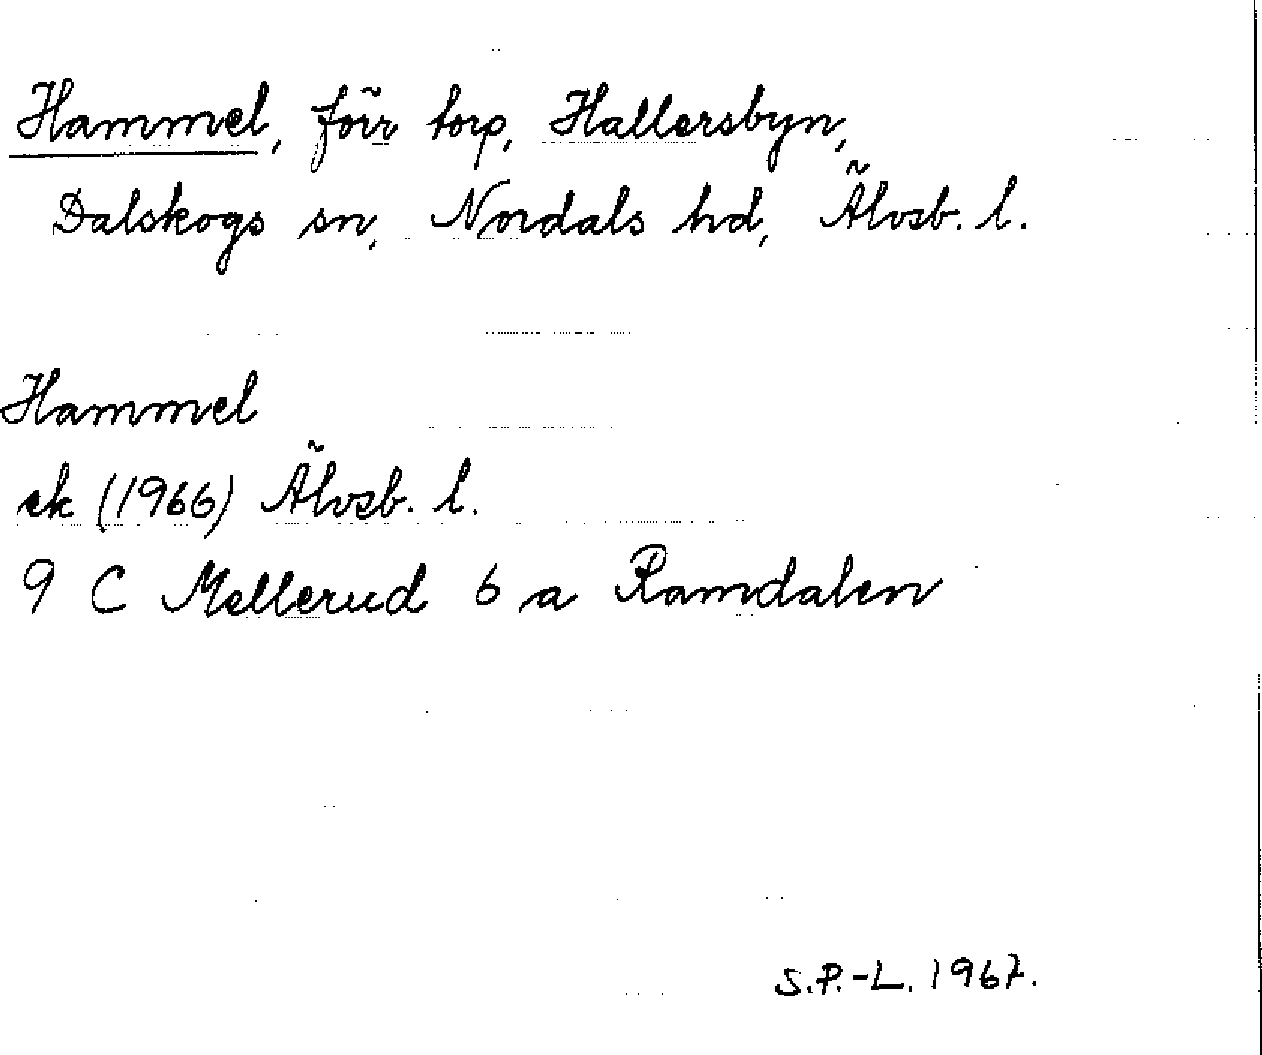 Hammel, förr torp, Hallersbyn,
Dalskogs sn, Nordals hd, Älvsb. l.
Hammel
ek (1966) Älvsb. l.
9 C Mellerud 6 a Ramdalen
S.P.-L. 1967.